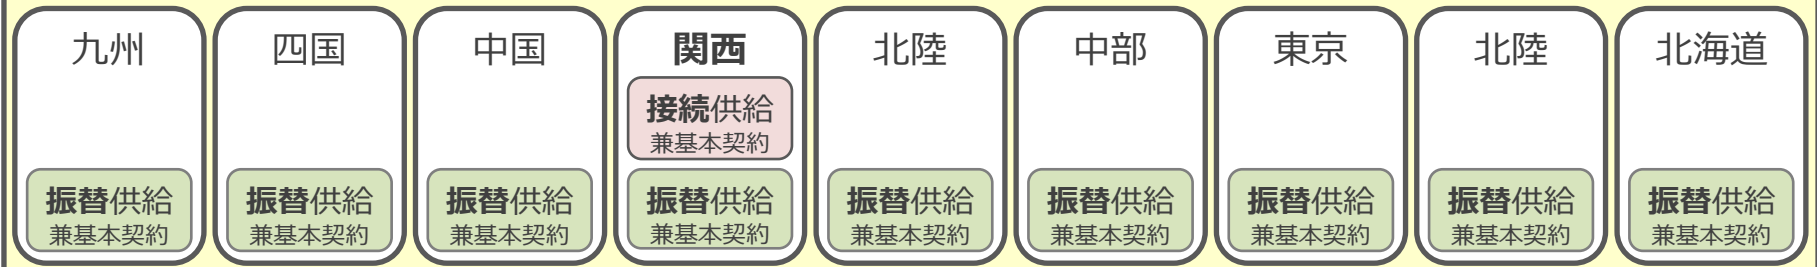 九州
四国
中国
関西
北陸
中部
東京
北陸
北海道
接続供給
兼基本契約
振替供給
兼基本契約
振替供給
兼基本契約
振替供給
兼基本契約
振替供給
兼基本契約
振替供給
兼基本契約
振替供給
兼基本契約
振替供給
兼基本契約
振替供給
兼基本契約
振替供給
兼基本契約